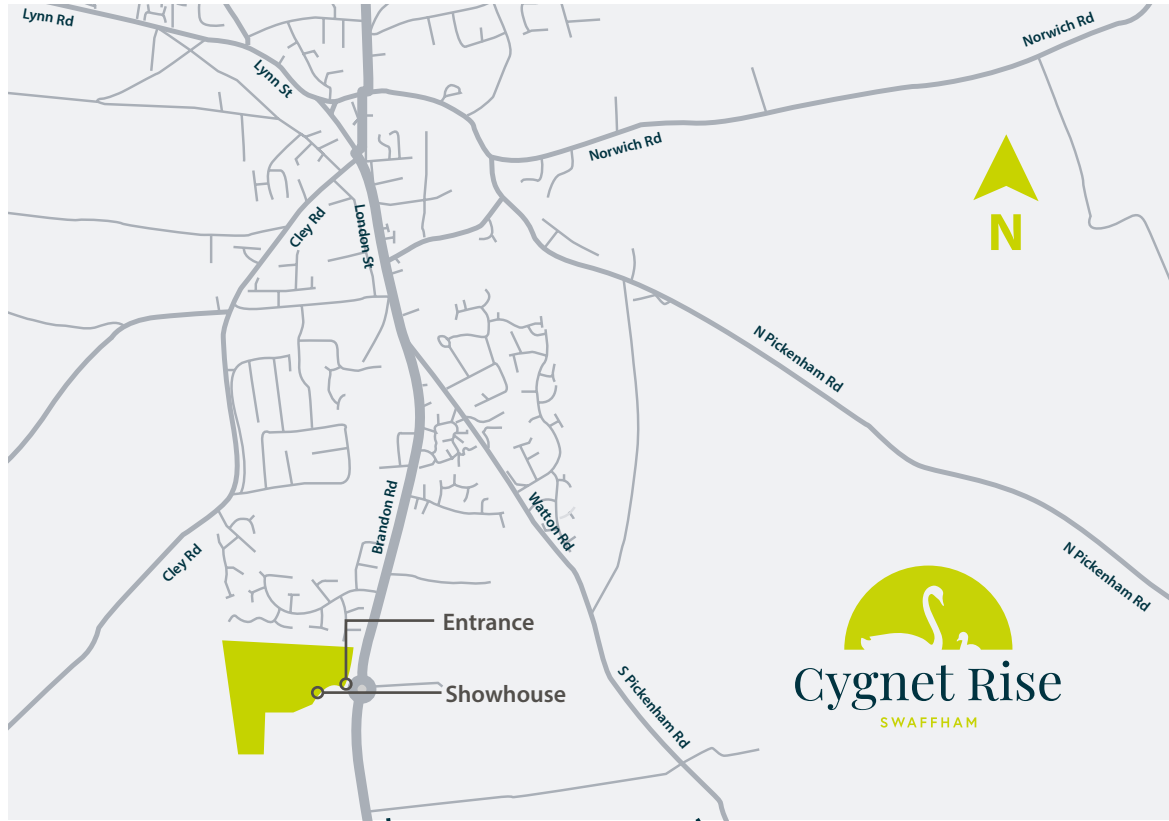 Lynn Rd
Norwich Rd
Lynn St
Norwich Rd
N
Cley Rd
London St
N Pickenham Rd
Brandon Rd
Watton Rd
Cley Rd
N Pickenham Rd
Entrance
Showhouse
S Pickenham Rd
Cygnet Rise
SWAFFHAM